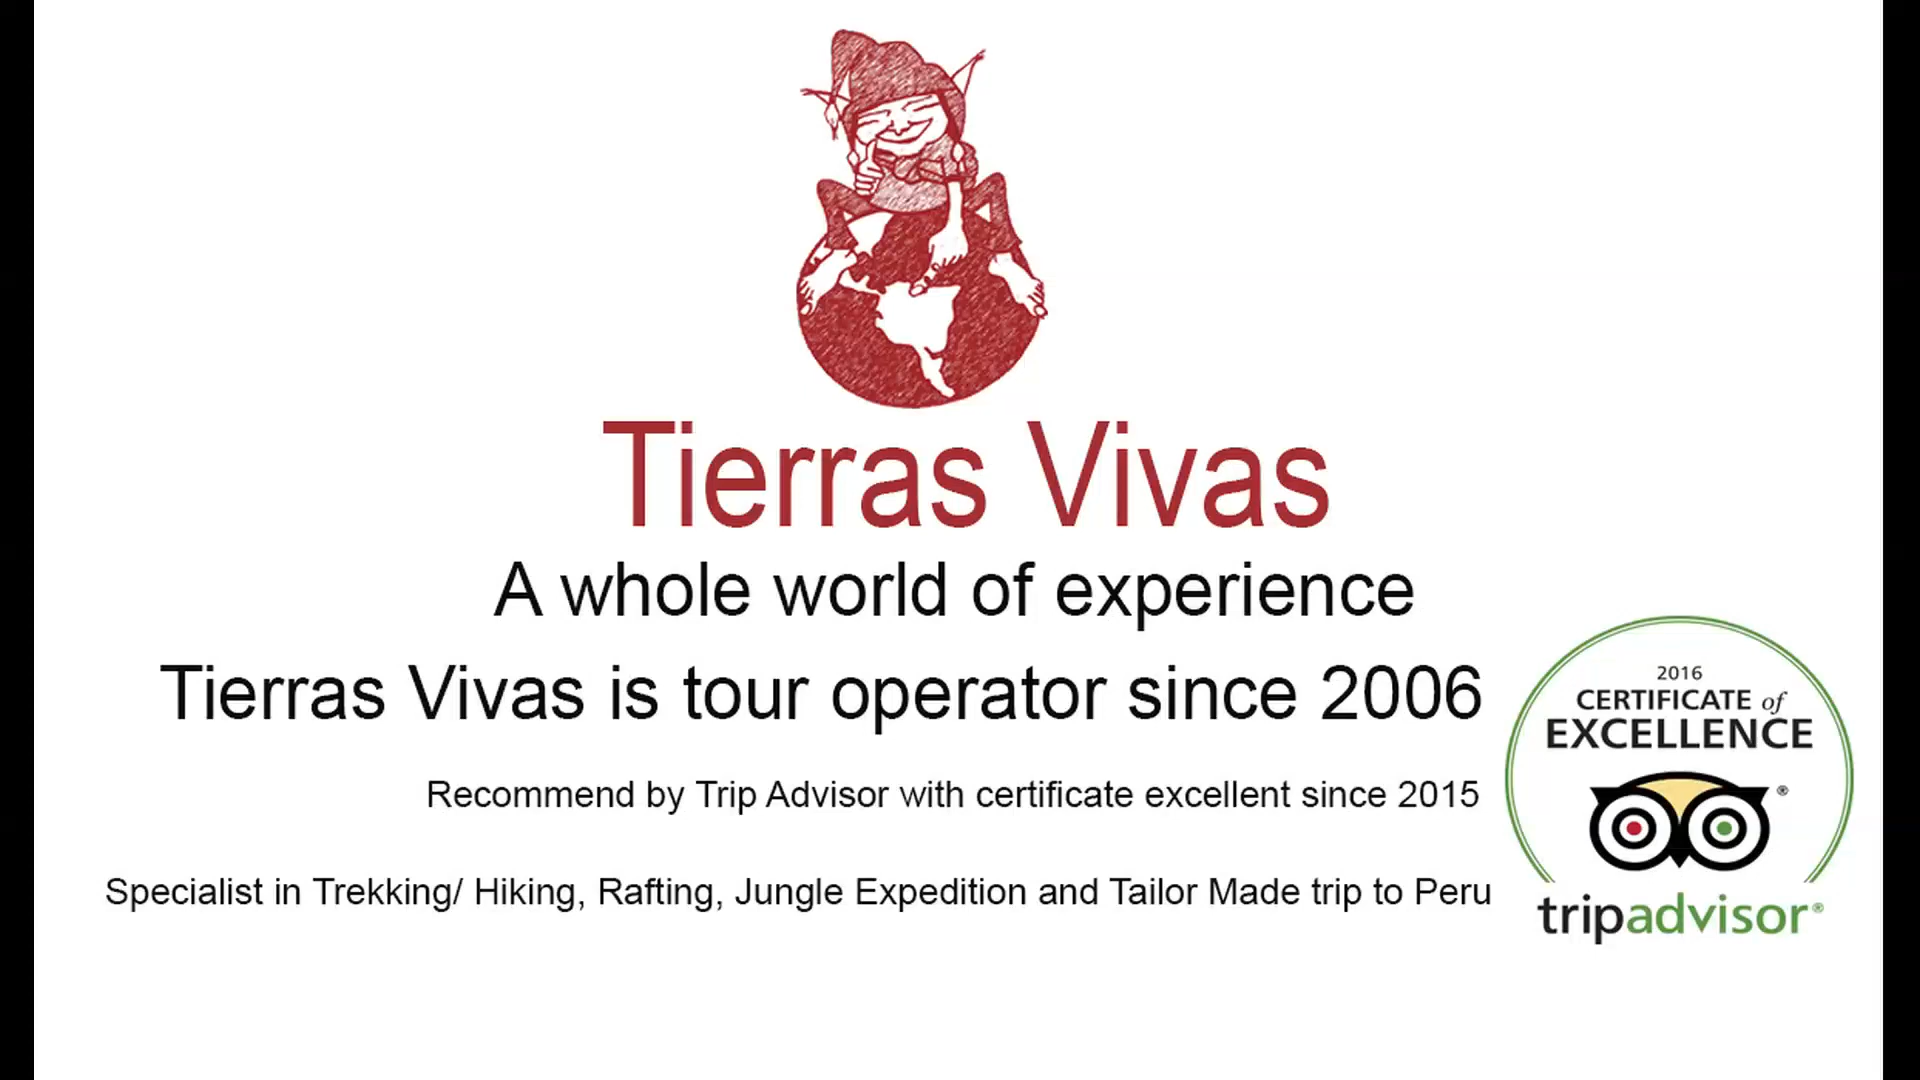 Tierras Vivas
A whole world of experience
Tierras Vivas is tour operator since 2006
2016
CERTIFICATE of
EXCELLENCE
Recommend by Trip Advisor with certificate excellent since 2015
®
Specialist in Trekking/ Hiking, Rafting, Jungle Expedition and Tailor Made trip to Peru
tripadvisor®